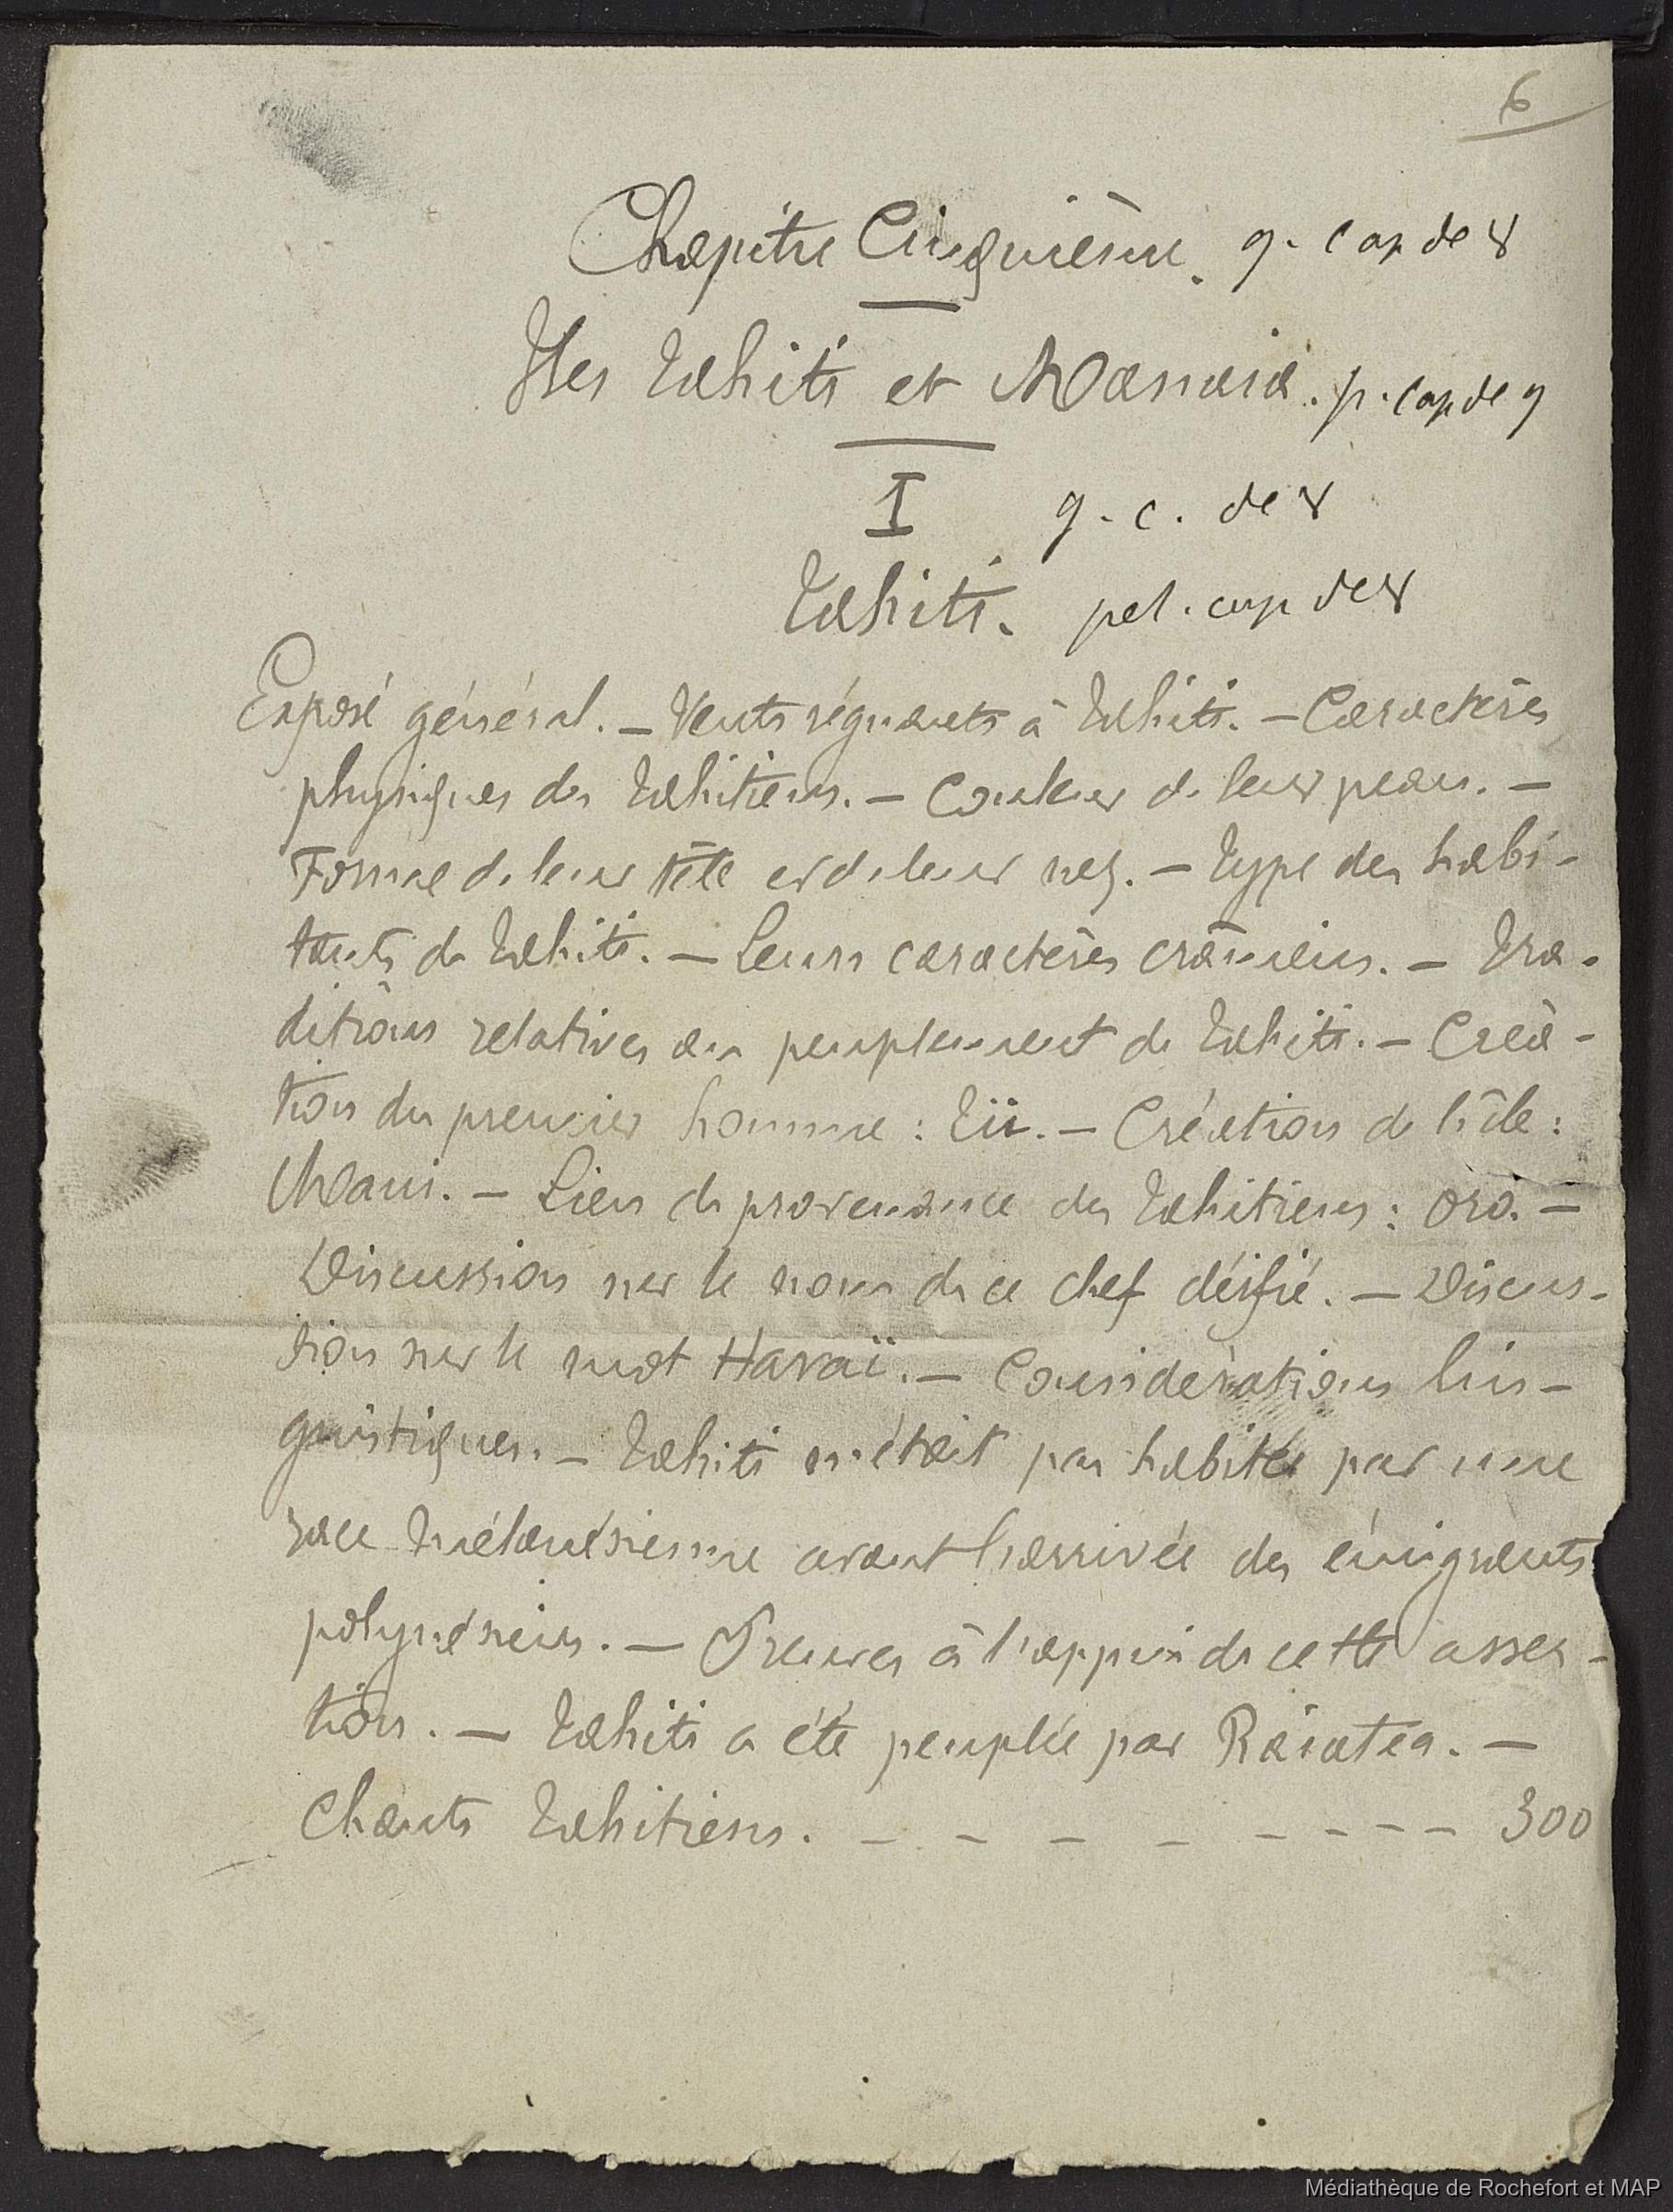 6
Chapitre Cinquième. g. cap de 8
Iles Tahiti et Manaia. p. cap de 9
I g. c. de 8
Tahiti. pet. cap de 8
Exposé général. — Vents régnants à Tahiti. — Caractères
physiques des Tahitiens. — Couleur de leur peau. —
Forme de leur tête et de leur nez. — Type des habi-
tants de Tahiti. — Leurs caractères crâniens. — Tra-
ditions relatives au peuplement de Tahiti. — Créa-
tion du premier homme : Tii. — Création de l'île :
Maui. — Lieu de provenance des Tahitiens : Oro. —
Discussion sur le nom de ce chef déifié. — Discus-
sion sur le mot Havaï. — Considérations lin-
guistiques. — Tahiti n'était pas habitée par une
race mélanésienne avant l'arrivée des émigrants
polynésiens. — Preuves à l'appui de cette asser-
tion. — Tahiti a été peuplée par Raiatea. —
Chants Tahitiens. — — — — — — — — 300
Médiathèque de Rochefort et MAP